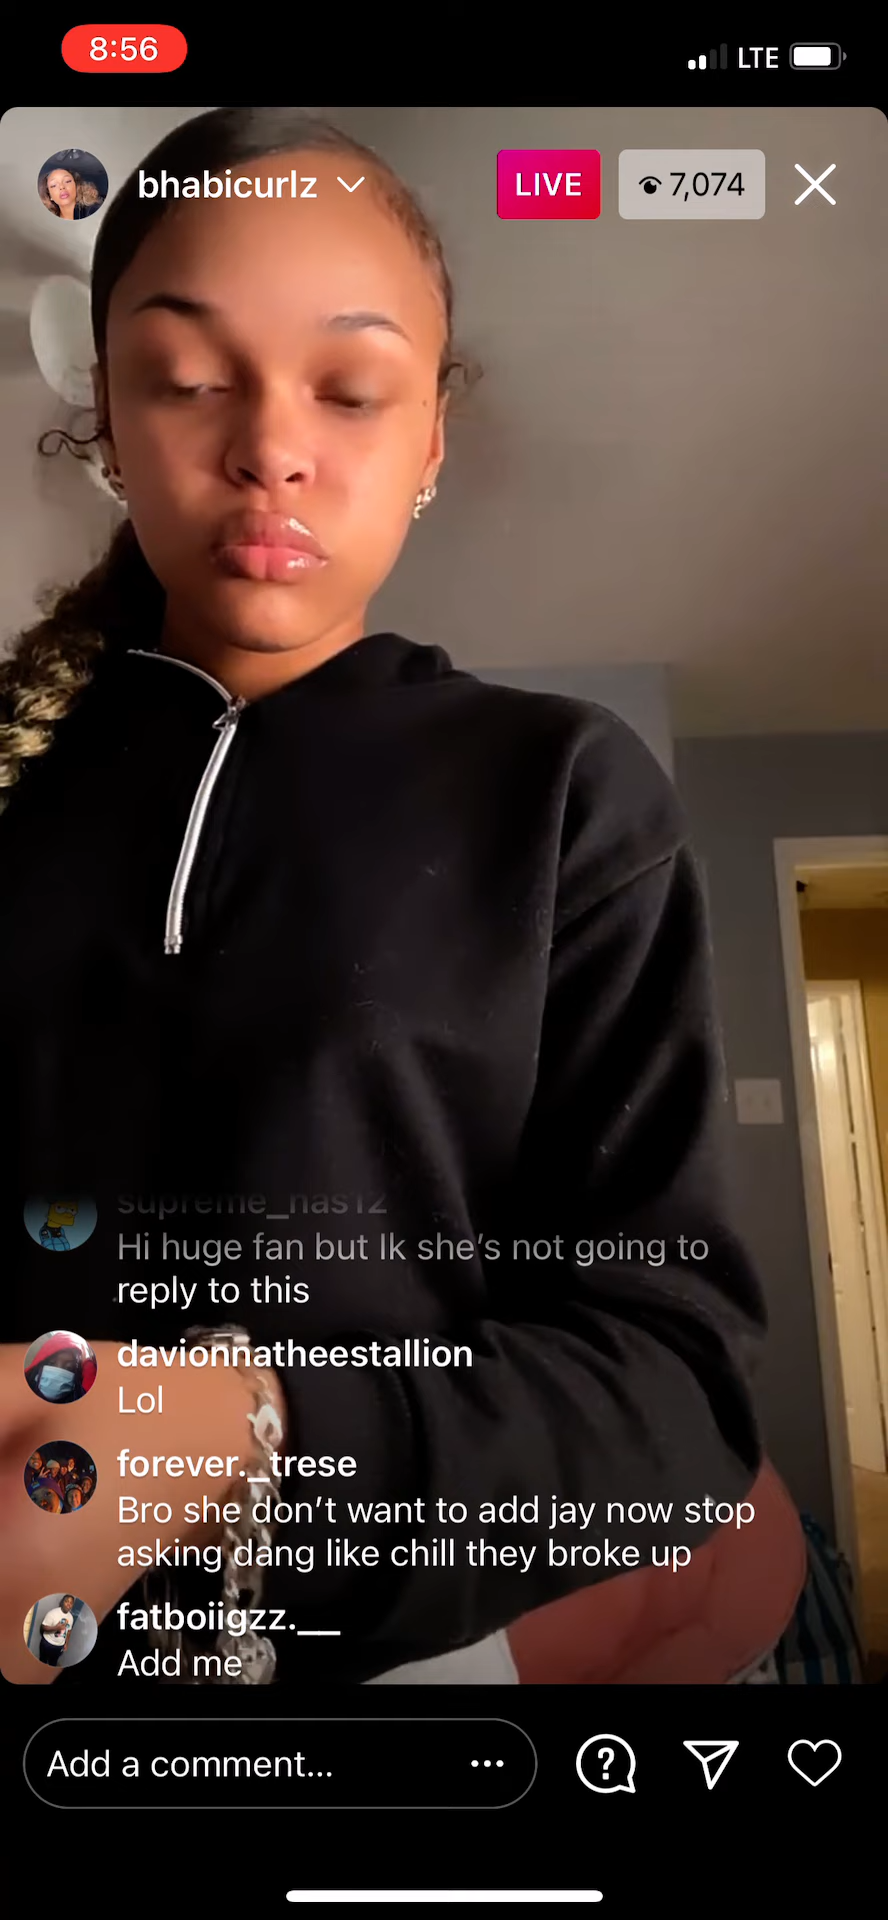 8:56
LTE
bhabicurlz
LIVE
7,074
supreme_nas12
Hi huge fan but Ik she’s not going to
reply to this
davionnatheestallion
Lol
forever._trese
Bro she don’t want to add jay now stop
asking dang like chill they broke up
fatboiigzz.__
Add me
Add a comment...